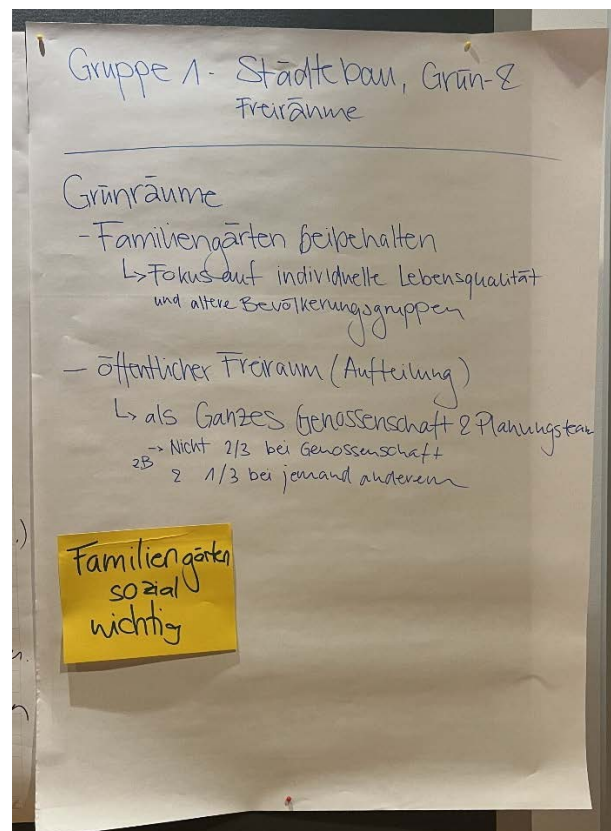 Gruppe 1 - Städtebau, Grün- &
Freiräume
Grünräume
- Familiengärten beibehalten
↳ Fokus auf individuelle Lebensqualität
und altere Bevölkerungsgruppen
- öffentlicher Freiraum (Aufteilung)
↳ als Ganzes Genossenschaft & Planungsteam
→ Nicht 2/3 bei Genossenschaft
zB
& 1/3 bei jemand anderem
Familiengärten
sozial
wichtig
.)
n.